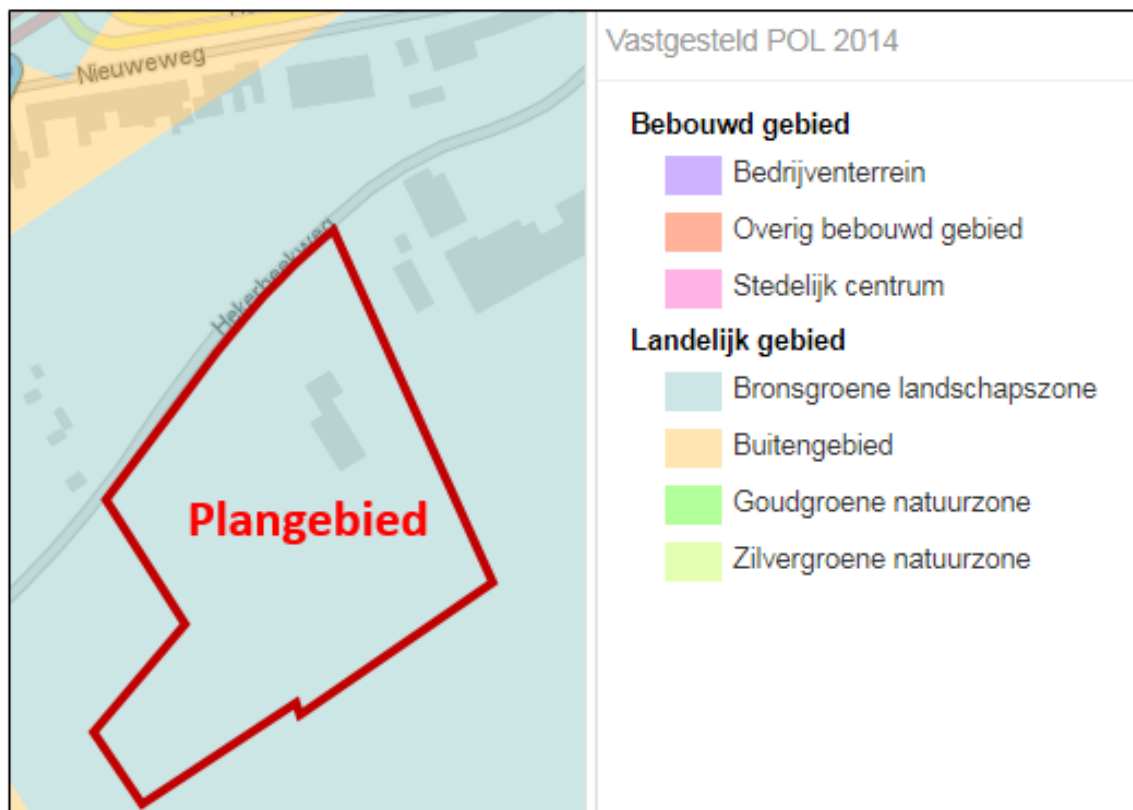 Nieuweweg
Hekerbeekweg
Plangebied
Vastgesteld POL 2014
Bebouwd gebied
Bedrijventerrein
Overig bebouwd gebied
Stedelijk centrum
Landelijk gebied
Bronsgroene landschapszone
Buitengebied
Goudgroene natuurzone
Zilvergroene natuurzone